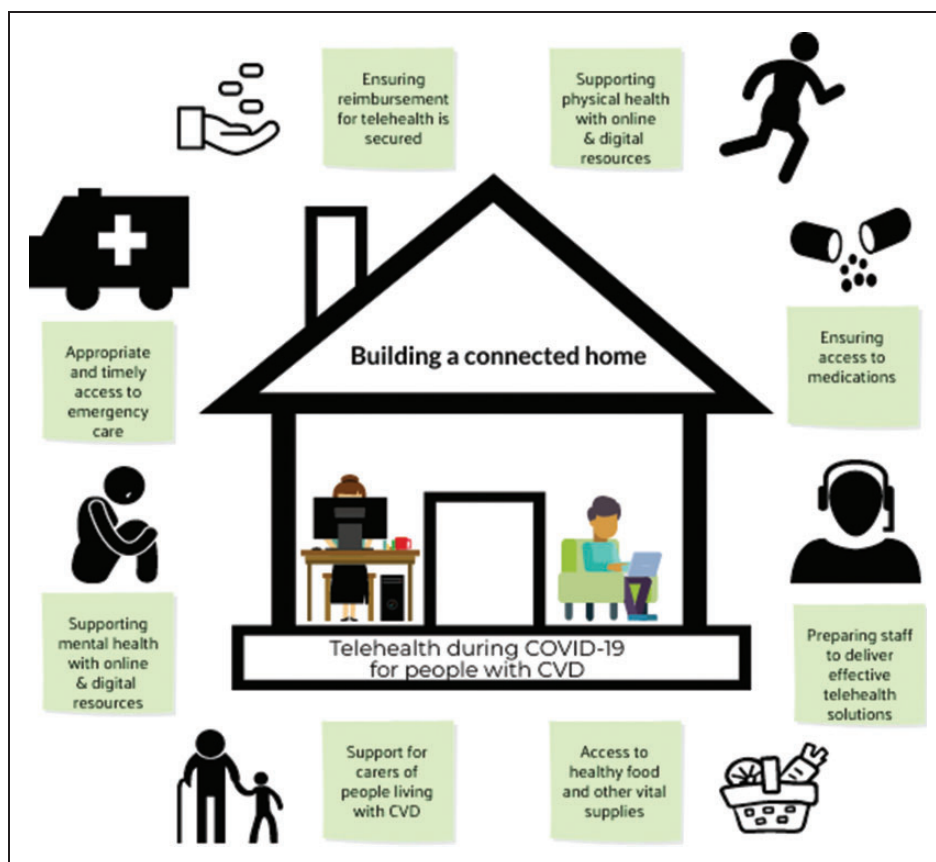 Ensuring
reimbursement
for telehealth is
secured
Supporting
physical health
with online
& digital
resources
Building a connected home
Appropriate
and timely
access to
emergency
care
Ensuring
access to
medications
Supporting
mental health
with online
& digital
resources
Preparing staff
to deliver
effective
telehealth
solutions
Telehealth during COVID-19
for people with CVD
Support for
carers of
people living
with CVD
Access to
healthy food
and other vital
supplies